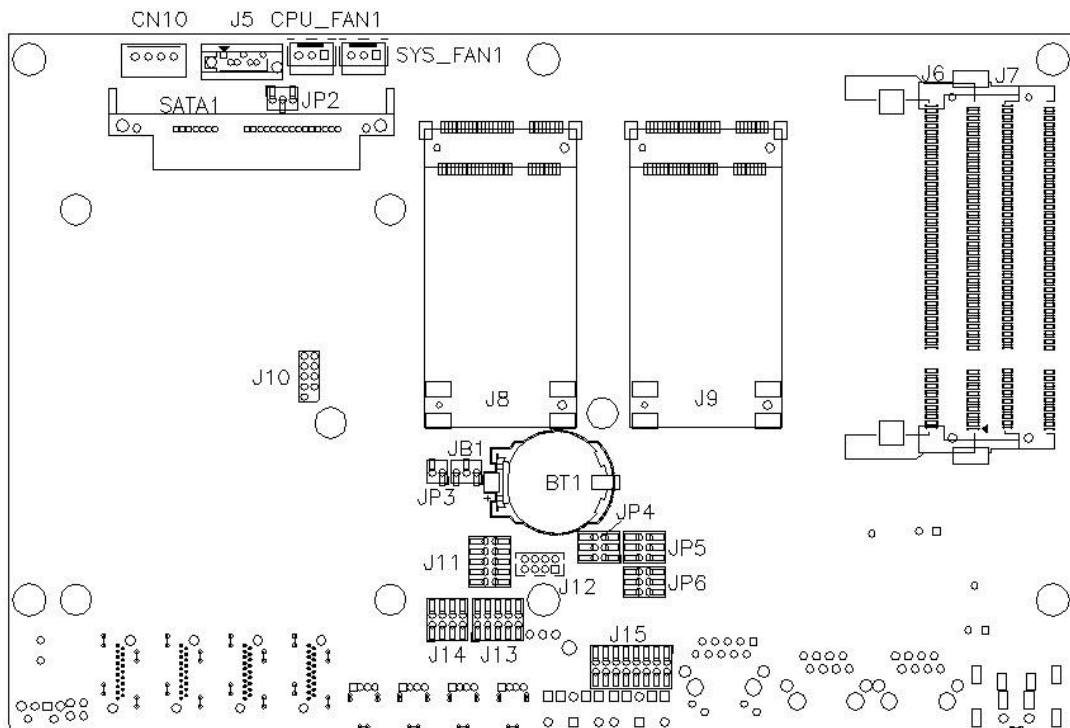 CN10 J5 CPU_FAN1
SYS_FAN1
J6 J7
SATA1 JP2
J10
J8 J9
JB1
JP3
BT1
+
JP4
J11 JP5
J12 JP6
J14 J13 J15